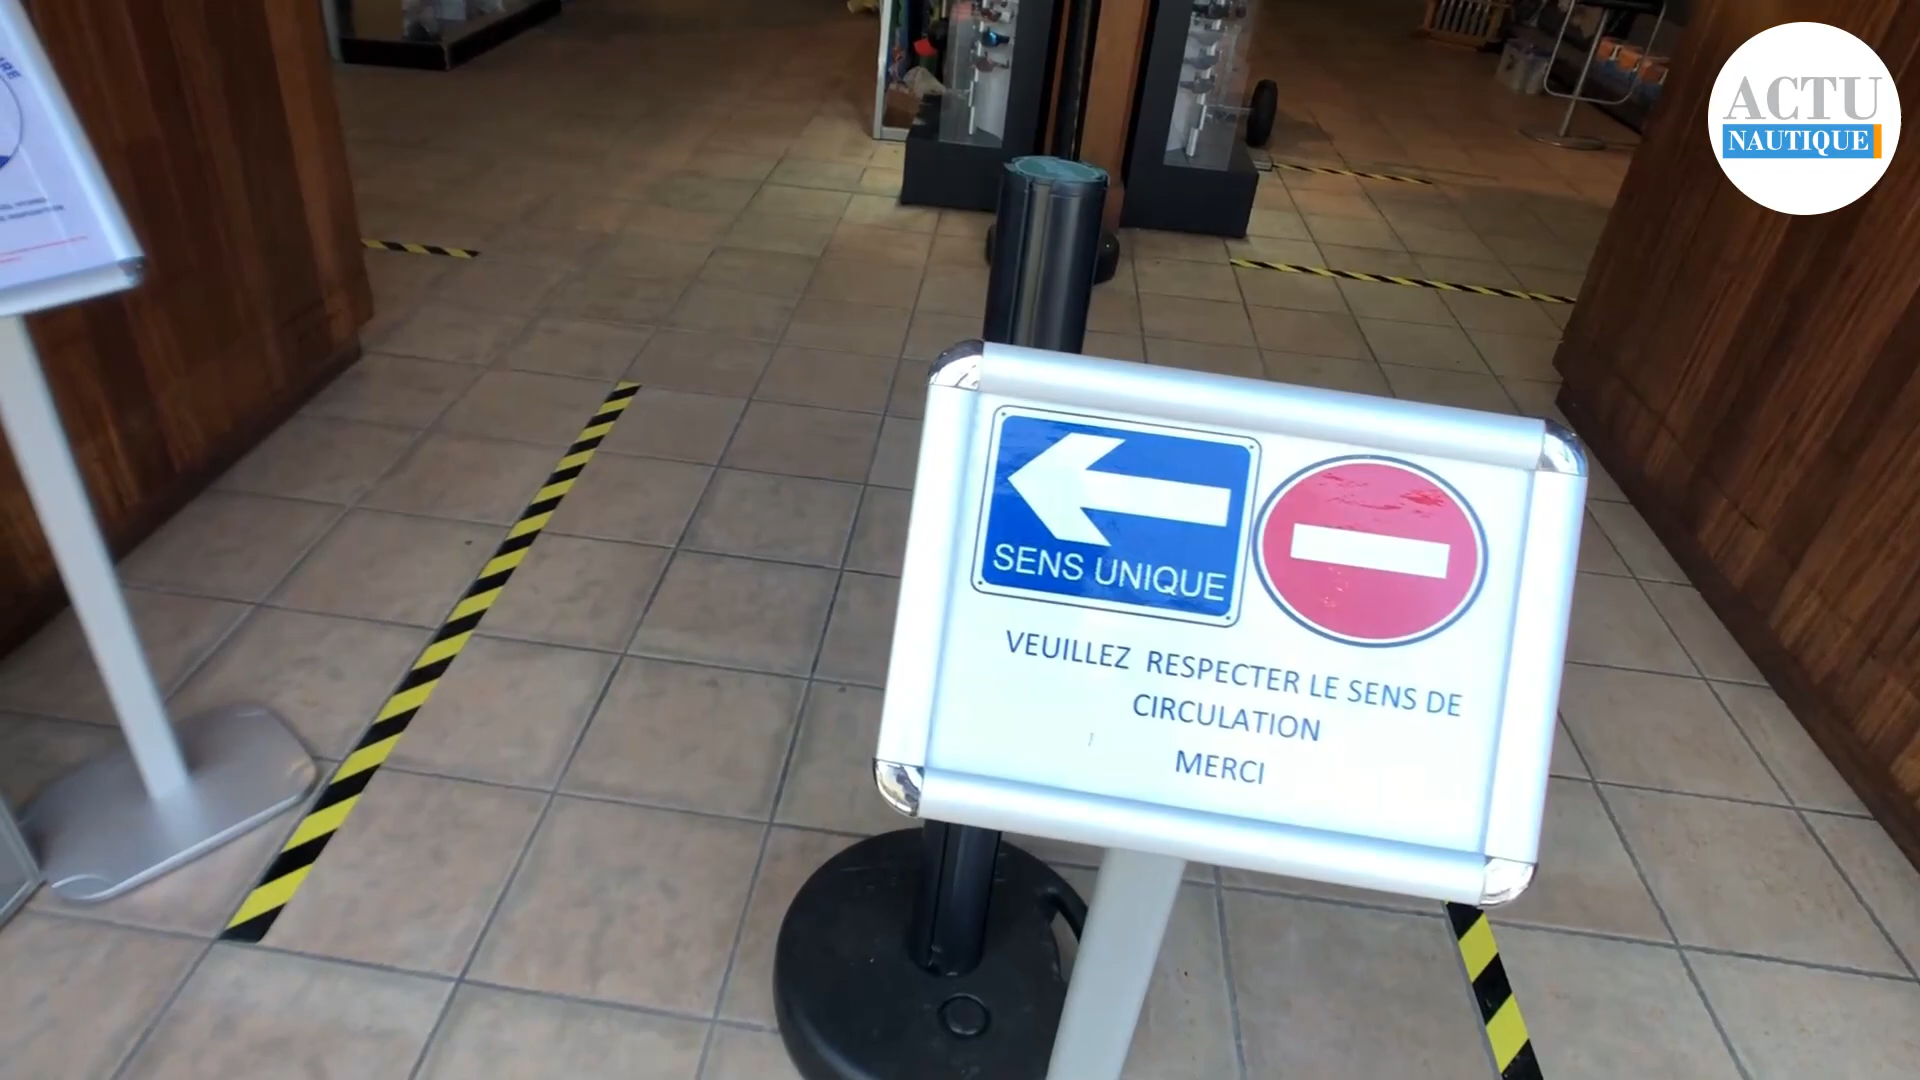 ACTU
NAUTIQUE
SENS UNIQUE
VEUILLEZ RESPECTER LE SENS DE
CIRCULATION
MERCI